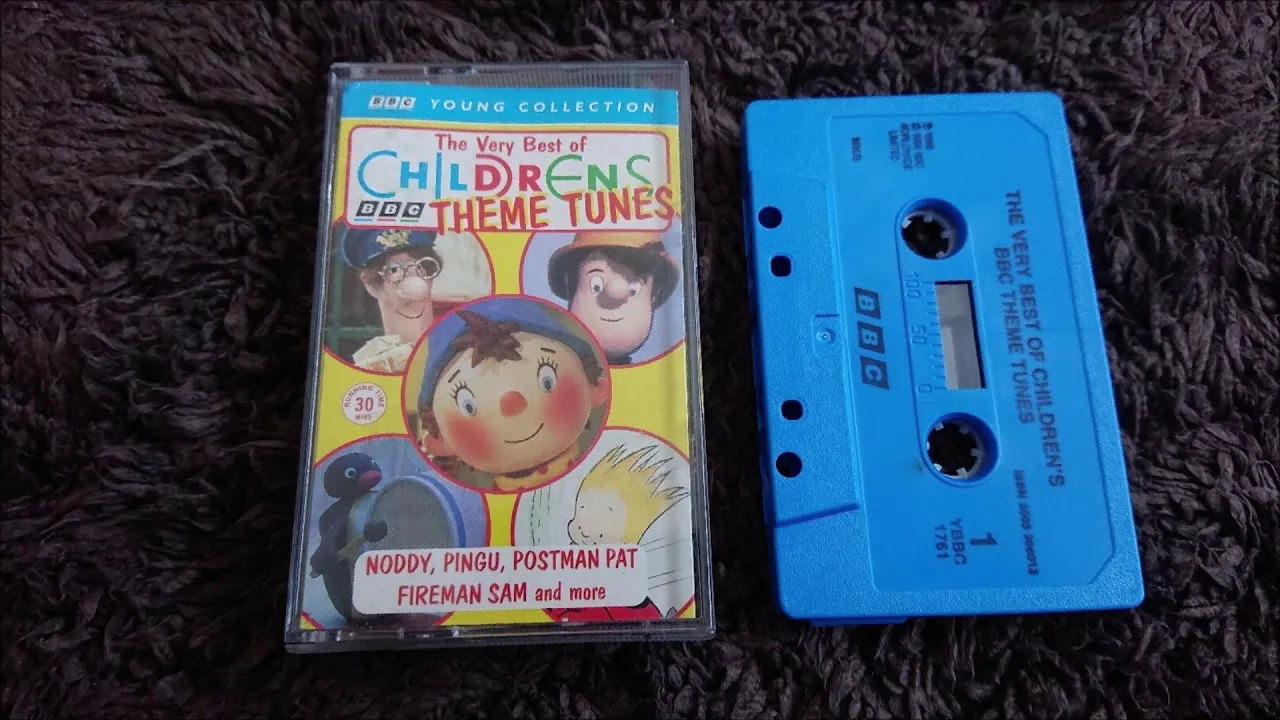 BBC YOUNG COLLECTION
The Very Best of
CHILDRENS
BBC THEME TUNES
RUNNING TIME
30
MINS
NODDY, PINGU, POSTMAN PAT
FIREMAN SAM and more
THE VERY BEST OF CHILDREN'S
BBC THEME TUNES
BBC
100 50 0
LIMITED
1
YBBC
1761
ISBN